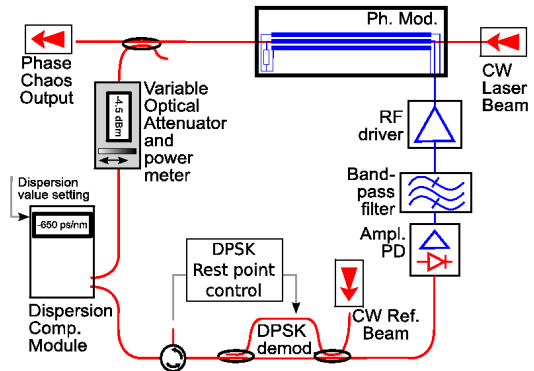 Ph. Mod.
Phase
Chaos
Output
CW
Laser
Beam
Variable
Optical
Attenuator
and
power
meter
-4.5 dBm
RF
driver
Band-
pass
filter
Ampl.
PD
Dispersion
value setting
-650 ps/nm
Dispersion
Comp.
Module
DPSK
Rest point
control
DPSK
demod
CW Ref.
Beam